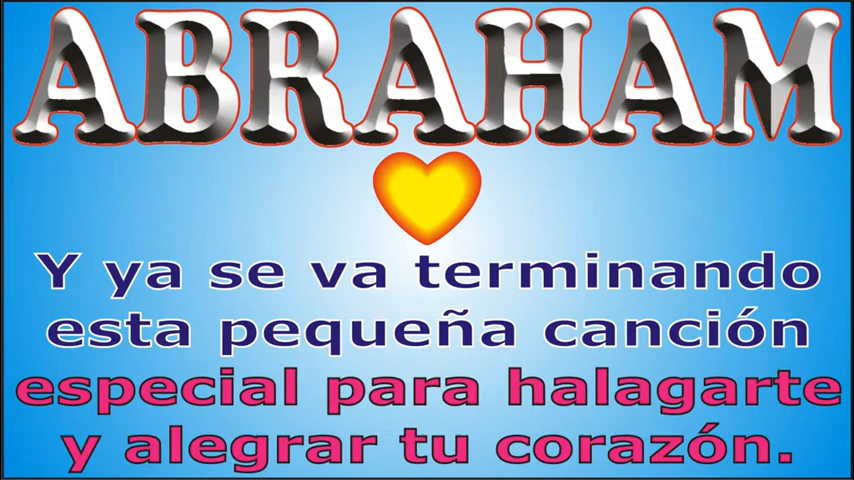 ABRAHAM
Y ya se va terminando
esta pequeña canción
especial para halagarte
y alegrar tu corazón.